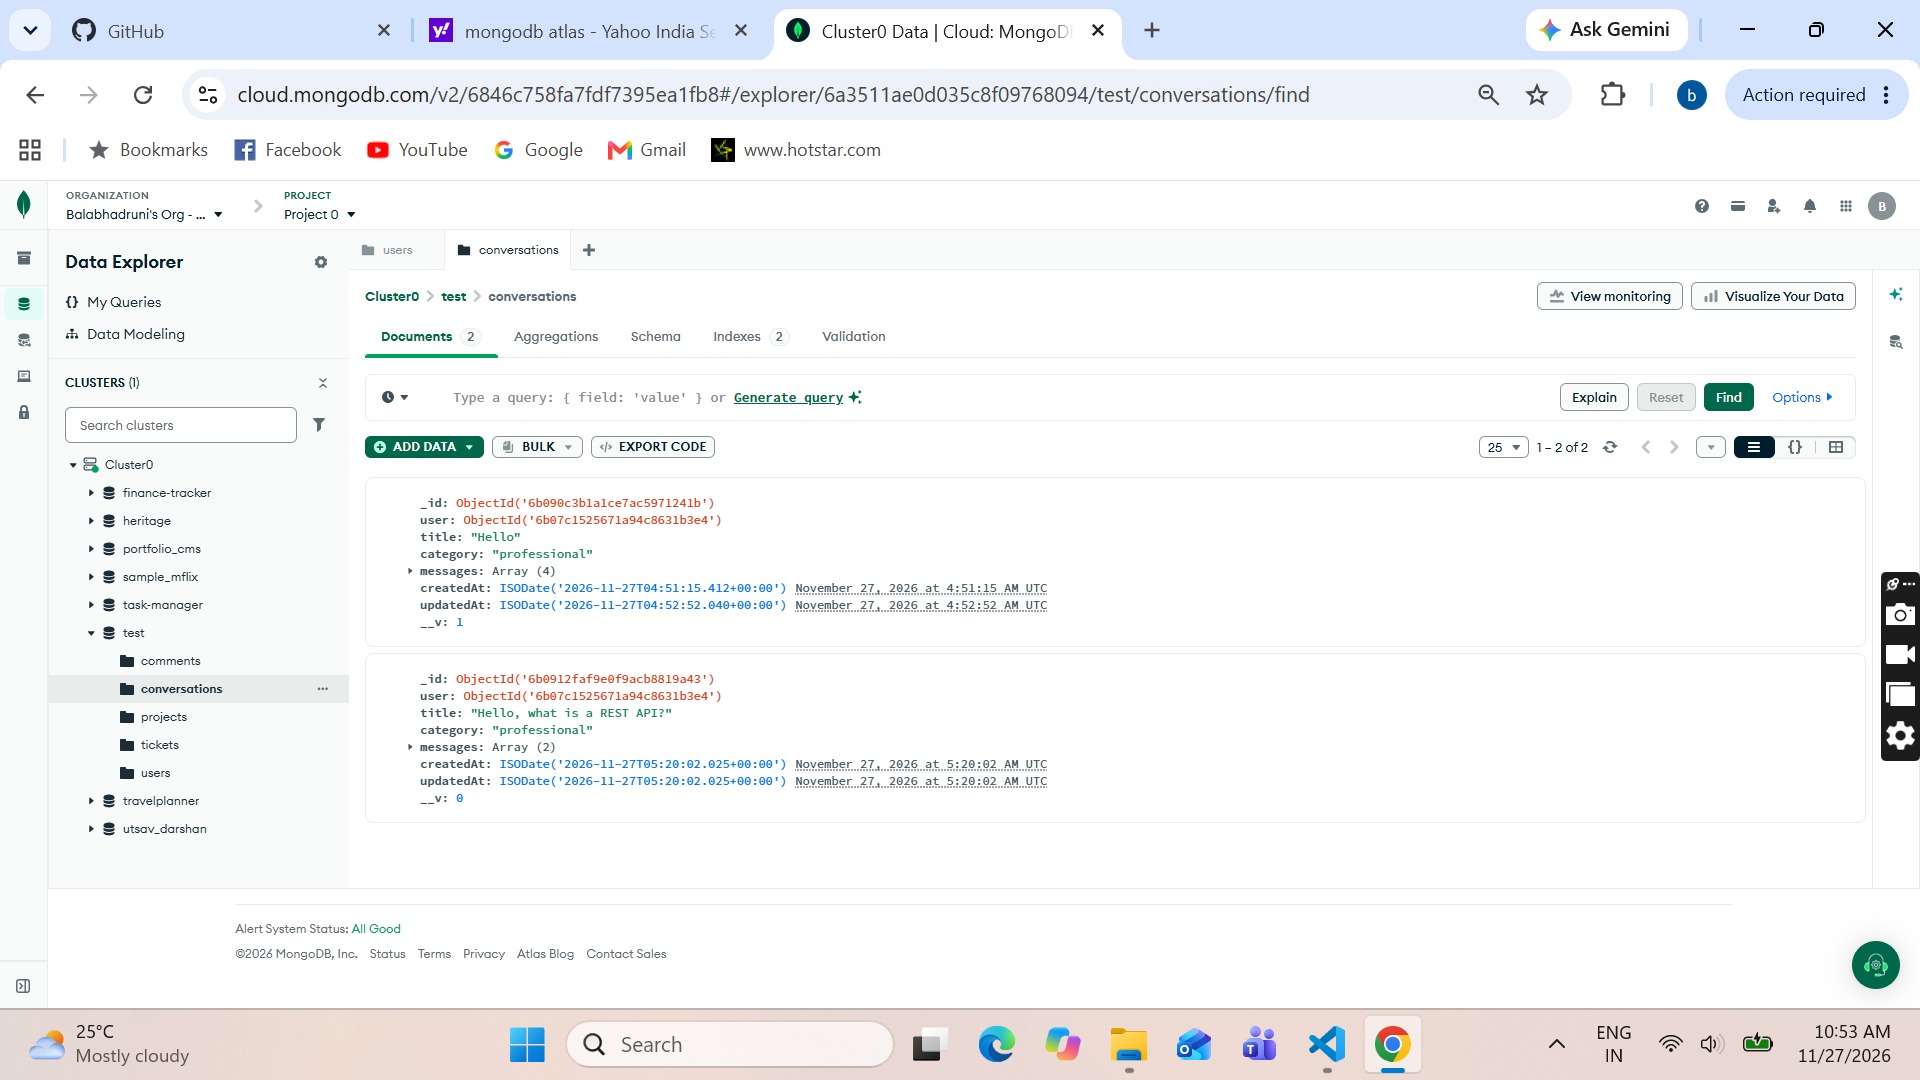 GitHub
mongodb atlas - Yahoo India Se
Cluster0 Data | Cloud: MongoD
Ask Gemini
cloud.mongodb.com/v2/6846c758fa7fdf7395ea1fb8#/explorer/6a3511ae0d035c8f09768094/test/conversations/find
b
Action required
Bookmarks
Facebook
YouTube
Google
Gmail
www.hotstar.com
ORGANIZATION
Balabhadruni's Org - ...
PROJECT
Project 0
B
Data Explorer
My Queries
Data Modeling
CLUSTERS (1)
Search clusters
Cluster0
finance-tracker
heritage
portfolio_cms
sample_mflix
task-manager
test
comments
conversations
projects
tickets
users
travelplanner
utsav_darshan
users
conversations
Cluster0 > test > conversations
View monitoring
Visualize Your Data
Documents 2
Aggregations
Schema
Indexes 2
Validation
Type a query: { field: 'value' } or Generate query
Explain
Reset
Find
Options
ADD DATA
BULK
</> EXPORT CODE
25
1 – 2 of 2
{}
_id: ObjectId('6b090c3b1a1ce7ac5971241b')
user: ObjectId('6b07c1525671a94c8631b3e4')
title: "Hello"
category: "professional"
messages: Array (4)
createdAt: ISODate('2026-11-27T04:51:15.412+00:00') November 27, 2026 at 4:51:15 AM UTC
updatedAt: ISODate('2026-11-27T04:52:52.040+00:00') November 27, 2026 at 4:52:52 AM UTC
__v: 1
_id: ObjectId('6b0912faf9e0f9acb8819a43')
user: ObjectId('6b07c1525671a94c8631b3e4')
title: "Hello, what is a REST API?"
category: "professional"
messages: Array (2)
createdAt: ISODate('2026-11-27T05:20:02.025+00:00') November 27, 2026 at 5:20:02 AM UTC
updatedAt: ISODate('2026-11-27T05:20:02.025+00:00') November 27, 2026 at 5:20:02 AM UTC
__v: 0
Alert System Status: All Good
©2026 MongoDB, Inc. Status Terms Privacy Atlas Blog Contact Sales
25°C
Mostly cloudy
Search
ENG
IN
10:53 AM
11/27/2026